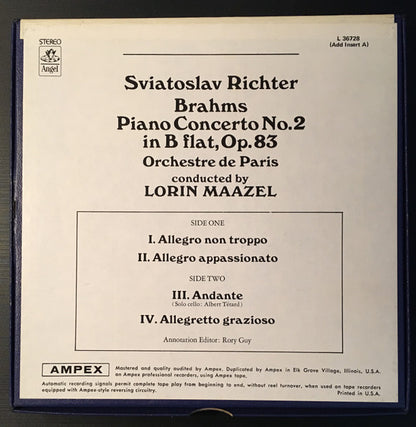 STEREO
Angel
L 36728
(Add Insert A)
Sviatoslav Richter
Brahms
Piano Concerto No.2
in B flat, Op. 83
Orchestre de Paris
conducted by
LORIN MAAZEL
SIDE ONE
I. Allegro non troppo
II. Allegro appassionato
SIDE TWO
III. Andante
(Solo cello: Albert Tétard)
IV. Allegretto grazioso
Annotation Editor: Rory Guy
AMPEX
Mastered and quality audited by Ampex. Duplicated by Ampex in Elk Grove Village, Illinois, U.S.A.
on Ampex professional recorders, using Ampex tape.
Automatic recording signals permit complete tape play from beginning to end, without reel turnover, when used on tape recorders
equipped with Ampex-style reversing circuitry.
Printed in U.S.A.